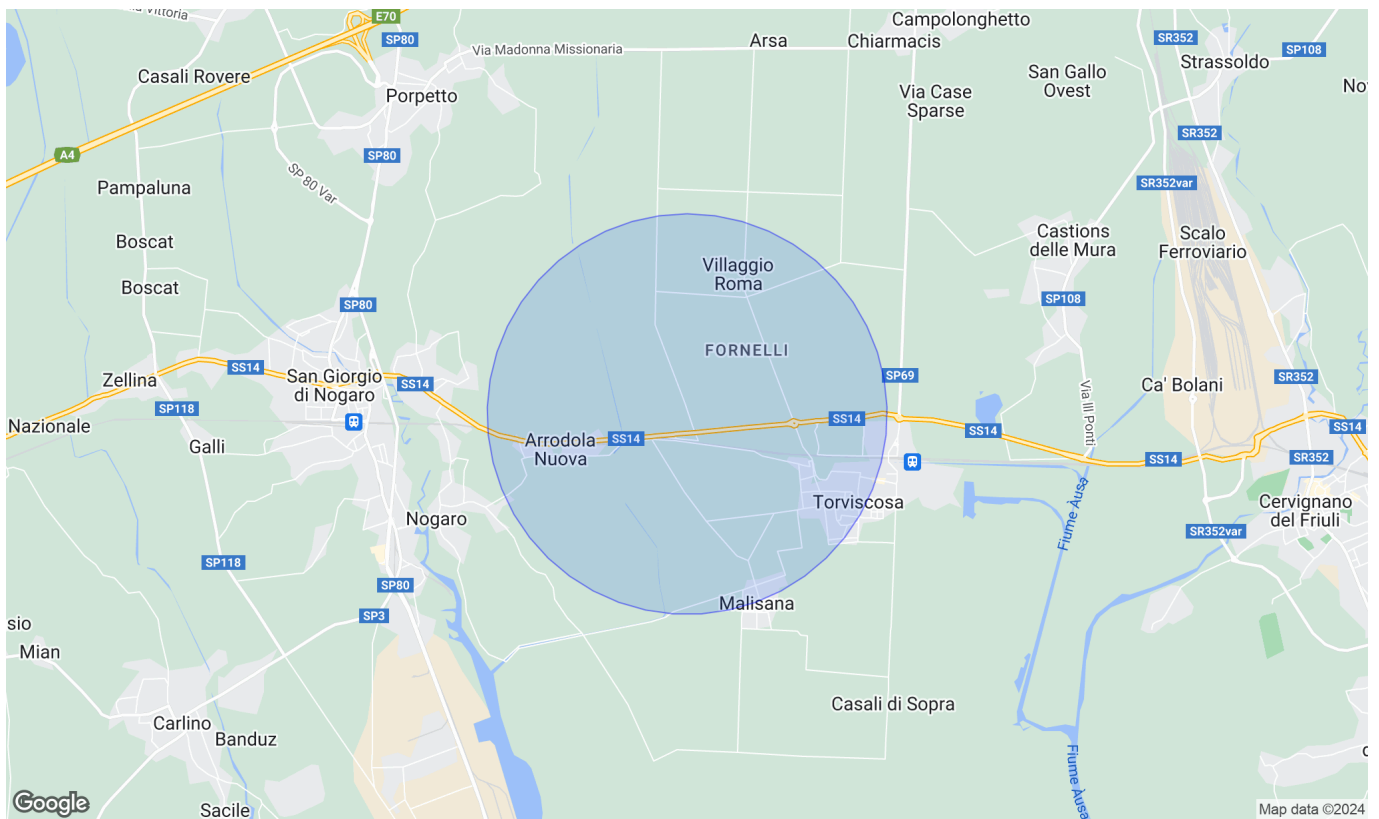 Vittoria
E70
SP80
Via Madonna Missionaria
Arsa
Campolonghetto
Chiarmacis
SR352
Strassoldo
SP108
Casali Rovere
Porpetto
Via Case
Sparse
San Gallo
Ovest
No
SR352
A4
SP80
SP 80 Var
SR352var
Pampaluna
Boscat
Castions
delle Mura
Scalo
Ferroviario
Villaggio
Roma
Boscat
SP80
SP108
FORNELLI
SS14
San Giorgio
di Nogaro
SS14
SP69
Zellina
SP118
Ca' Bolani
SR352
Via III Ponti
Nazionale
Galli
Arrodola
Nuova
SS14
SS14
SS14
SS14
SS14
SR352
Torviscosa
Cervignano
del Friuli
Nogaro
Fiume Àusa
SR352var
SP118
SP80
SP3
Malisana
sio
Mian
Casali di Sopra
Carlino
Banduz
Fiume Àusa
Sacile
Google
Map data ©2024